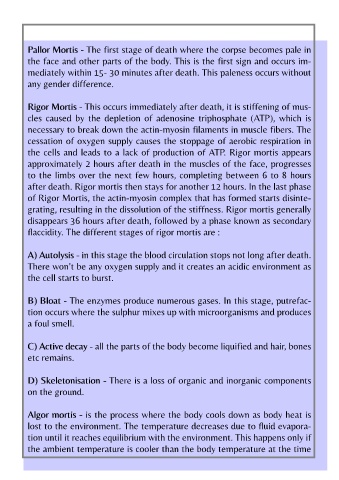 Pallor Mortis - The first stage of death where the corpse becomes pale in
the face and other parts of the body. This is the first sign and occurs im-
mediately within 15- 30 minutes after death. This paleness occurs without
any gender difference.
Rigor Mortis - This occurs immediately after death, it is stiffening of mus-
cles caused by the depletion of adenosine triphosphate (ATP), which is
necessary to break down the actin-myosin filaments in muscle fibers. The
cessation of oxygen supply causes the stoppage of aerobic respiration in
the cells and leads to a lack of production of ATP. Rigor mortis appears
approximately 2 hours after death in the muscles of the face, progresses
to the limbs over the next few hours, completing between 6 to 8 hours
after death. Rigor mortis then stays for another 12 hours. In the last phase
of Rigor Mortis, the actin-myosin complex that has formed starts disinte-
grating, resulting in the dissolution of the stiffness. Rigor mortis generally
disappears 36 hours after death, followed by a phase known as secondary
flaccidity. The different stages of rigor mortis are :
A) Autolysis - in this stage the blood circulation stops not long after death.
There won't be any oxygen supply and it creates an acidic environment as
the cell starts to burst.
B) Bloat - The enzymes produce numerous gases. In this stage, putrefac-
tion occurs where the sulphur mixes up with microorganisms and produces
a foul smell.
C) Active decay - all the parts of the body become liquified and hair, bones
etc remains.
D) Skeletonisation - There is a loss of organic and inorganic components
on the ground.
Algor mortis - is the process where the body cools down as body heat is
lost to the environment. The temperature decreases due to fluid evapora-
tion until it reaches equilibrium with the environment. This happens only if
the ambient temperature is cooler than the body temperature at the time